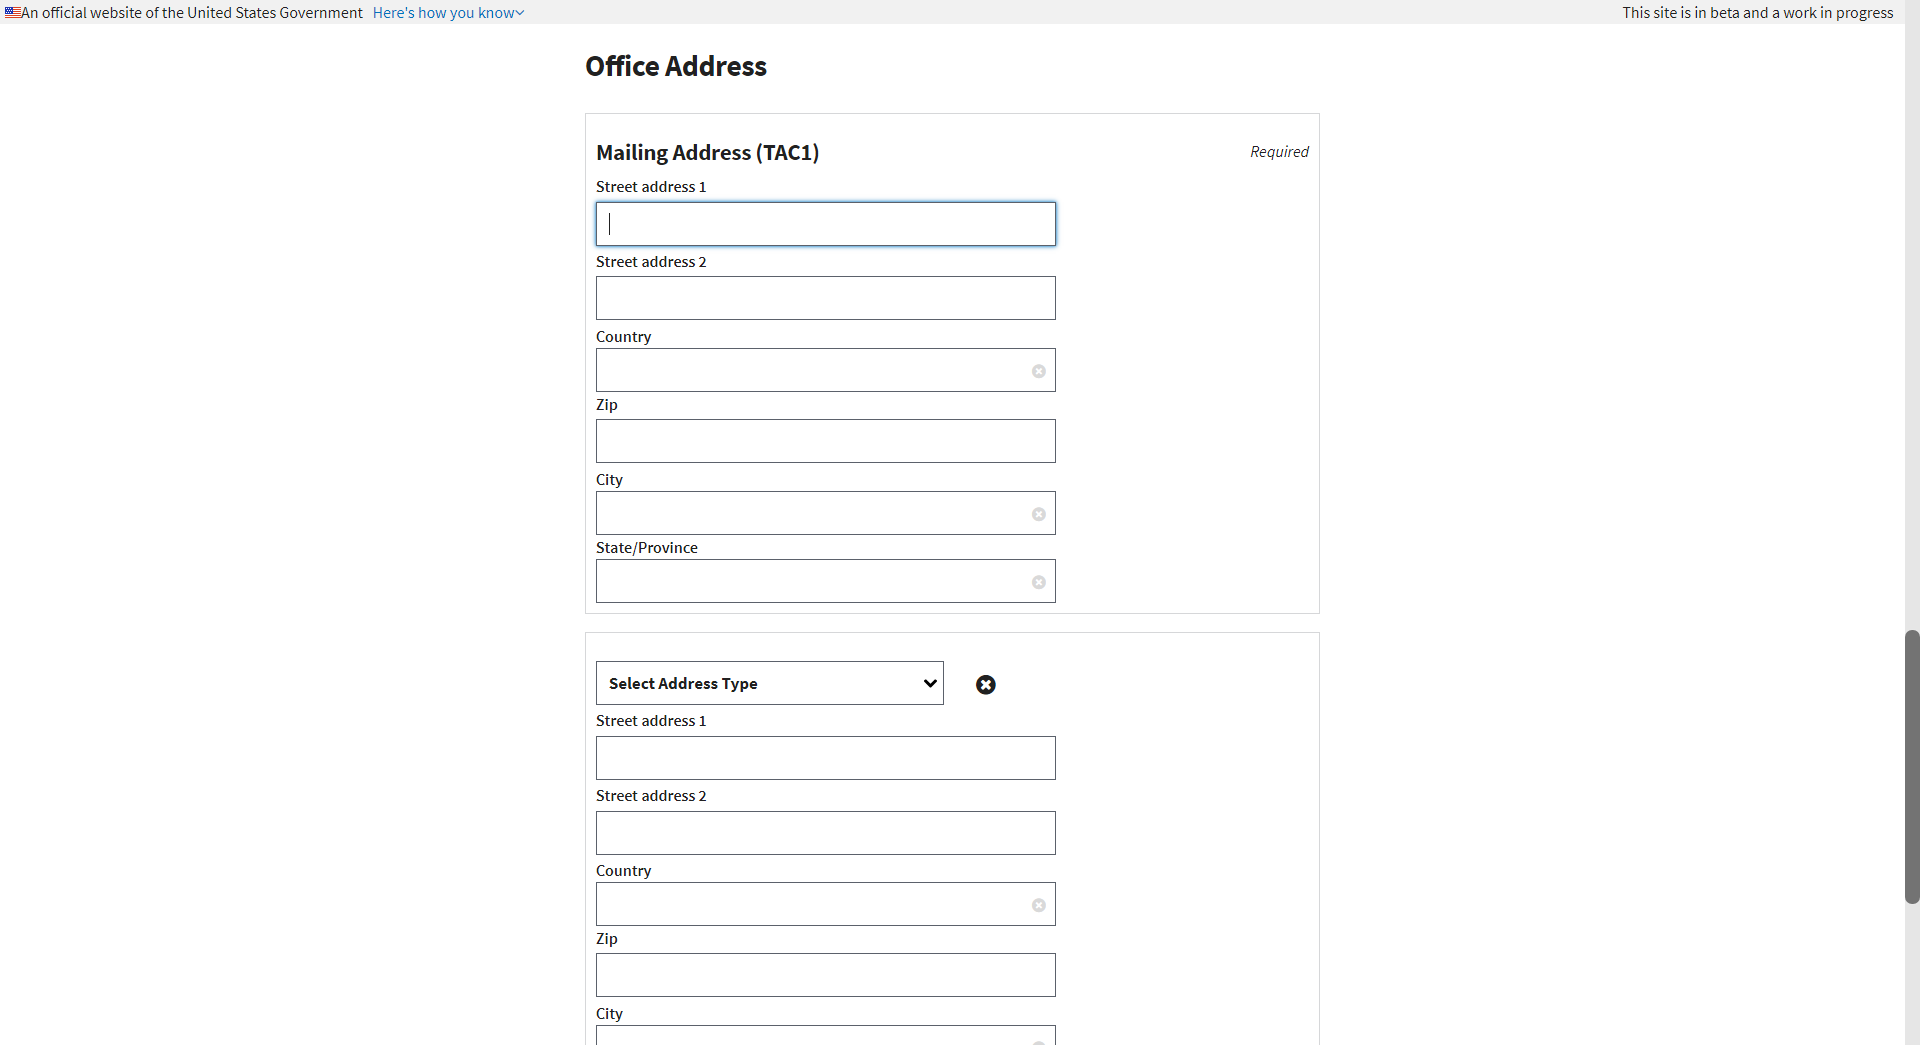 An official website of the United States Government Here's how you know
This site is in beta and a work in progress
Office Address
Mailing Address (TAC1)
Required
Street address 1
Street address 2
Country
Zip
City
State/Province
Select Address Type
Street address 1
Street address 2
Country
Zip
City